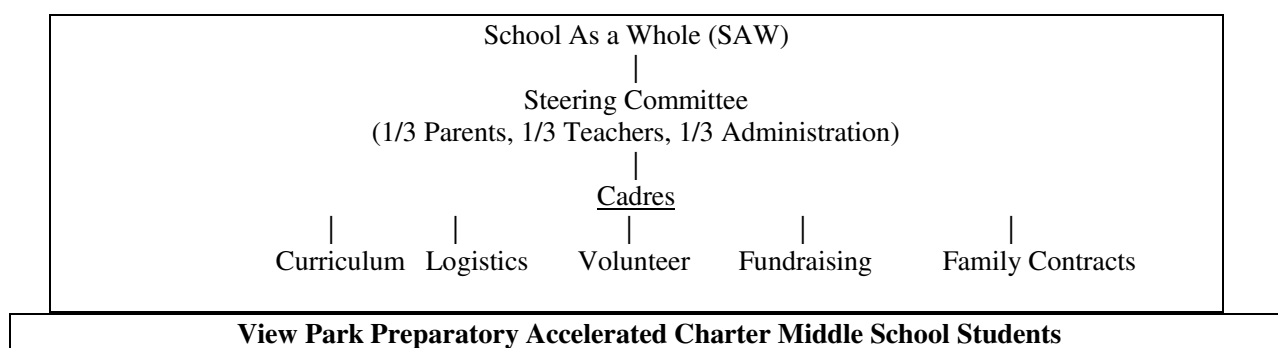 School As a Whole (SAW)
|
Steering Committee
(1/3 Parents, 1/3 Teachers, 1/3 Administration)
|
Cadres
| | | | |
Curriculum Logistics Volunteer Fundraising Family Contracts
View Park Preparatory Accelerated Charter Middle School Students